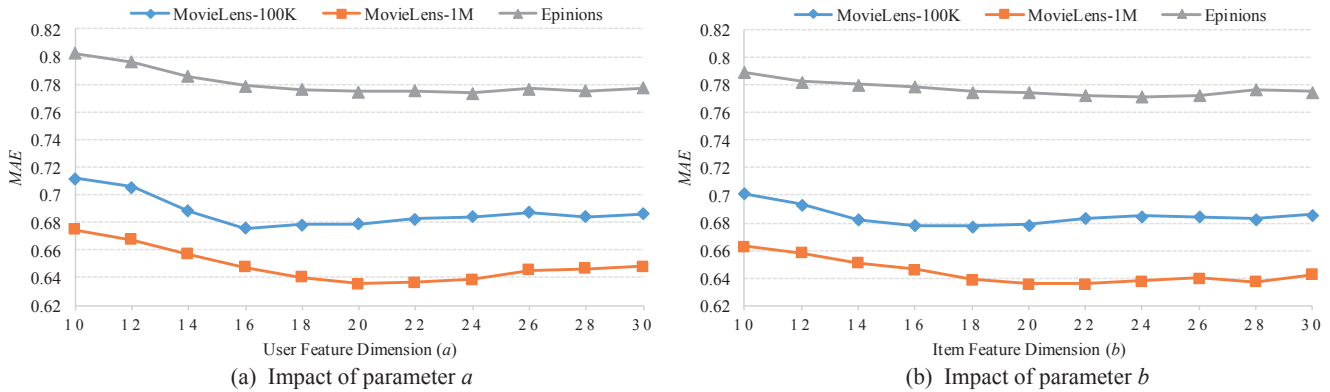 MovieLens-100K MovieLens-1M Epinions
0.82
0.8
0.78
0.76
0.74
0.72
0.7
0.68
0.66
0.64
0.62
MAE
10 12 14 16 18 20 22 24 26 28 30
User Feature Dimension (a)
(a) Impact of parameter a
MovieLens-100K MovieLens-1M Epinions
0.82
0.8
0.78
0.76
0.74
0.72
0.7
0.68
0.66
0.64
0.62
MAE
10 12 14 16 18 20 22 24 26 28 30
Item Feature Dimension (b)
(b) Impact of parameter b